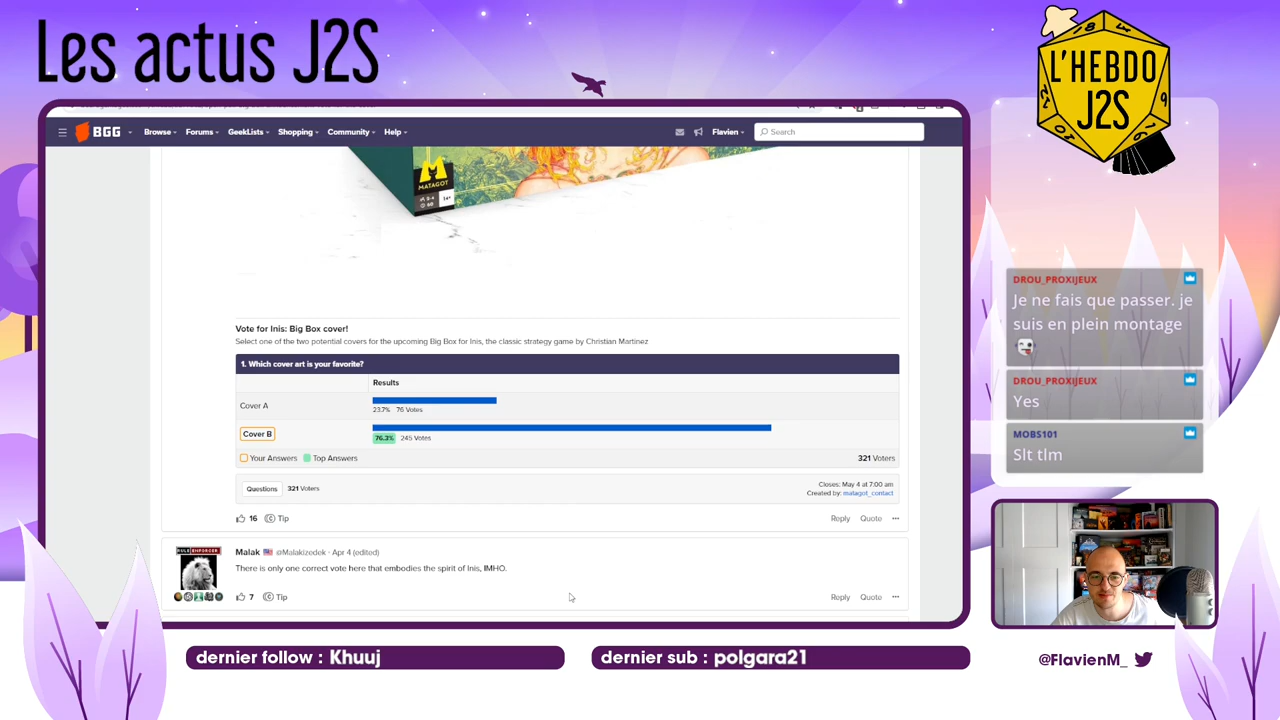 Les actus J2S
L'HEBDO
J2S
BGG
Browse
Forums
GeekLists
Shopping
Community
Help
Flavien
Search
MATAGOT
Vote for Inis: Big Box cover!
Select one of the two potential covers for the upcoming Big Box for Inis, the classic strategy game by Christian Martinez
1. Which cover art is your favorite?
Results
Cover A
23.7% 76 Votes
Cover B
76.3% 245 Votes
Your Answers Top Answers
321 Voters
Questions 321 Voters
Closes: May 4 at 7:00 am
Created by: matagot_contact
16 Tip
Reply Quote
RULE ENFORCER
Malak @Malakizedek · Apr 4 (edited)
There is only one correct vote here that embodies the spirit of Inis, IMHO.
7 Tip
Reply Quote
DROU_PROXIJEUX
Je ne fais que passer. je
suis en plein montage
DROU_PROXIJEUX
Yes
MOBS101
Slt tlm
dernier follow : Khuuj
dernier sub : polgara21
@FlavienM_